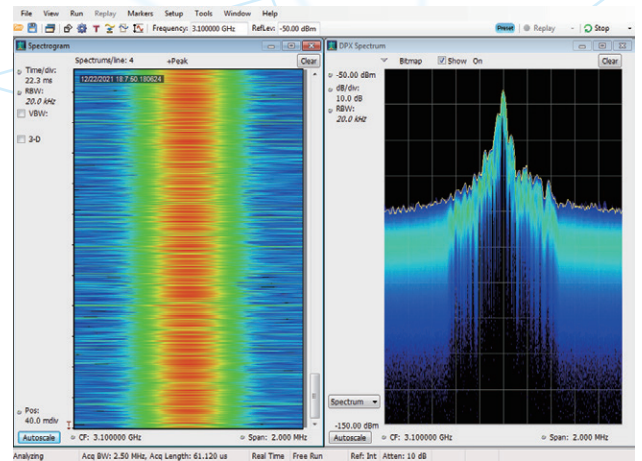 File View Run Replay Markers Setup Tools Window Help
Frequency: 3.100000 GHz RefLev: -50.00 dBm Preset Replay Stop
Spectrogram
Time/div:
22.3 ms
RBW:
20.0 kHz
VBW:
3-D
Spectrums/line: 4 +Peak Clear
12/22/2021 18:7:50.180624
Pos:
40.0 mdiv
Autoscale CF: 3.100000 GHz Span: 2.000 MHz
DPX Spectrum
Bitmap Show On Clear
-50.00 dBm
dB/div:
10.0 dB
RBW:
20.0 kHz
Spectrum
-150.00 dBm
Autoscale CF: 3.100000 GHz Span: 2.000 MHz
Analyzing Acq BW: 2.50 MHz, Acq Length: 61.120 us Real Time Free Run Ref: Int Atten: 10 dB